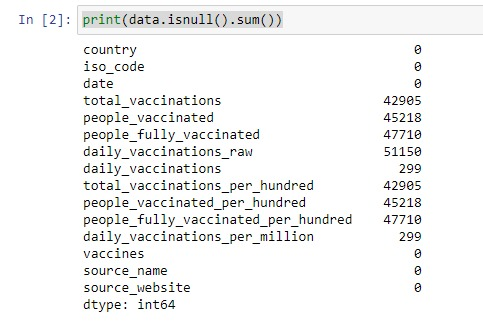 In [2]: print(data.isnull().sum())
country 0
iso_code 0
date 0
total_vaccinations 42905
people_vaccinated 45218
people_fully_vaccinated 47710
daily_vaccinations_raw 51150
daily_vaccinations 299
total_vaccinations_per_hundred 42905
people_vaccinated_per_hundred 45218
people_fully_vaccinated_per_hundred 47710
daily_vaccinations_per_million 299
vaccines 0
source_name 0
source_website 0
dtype: int64